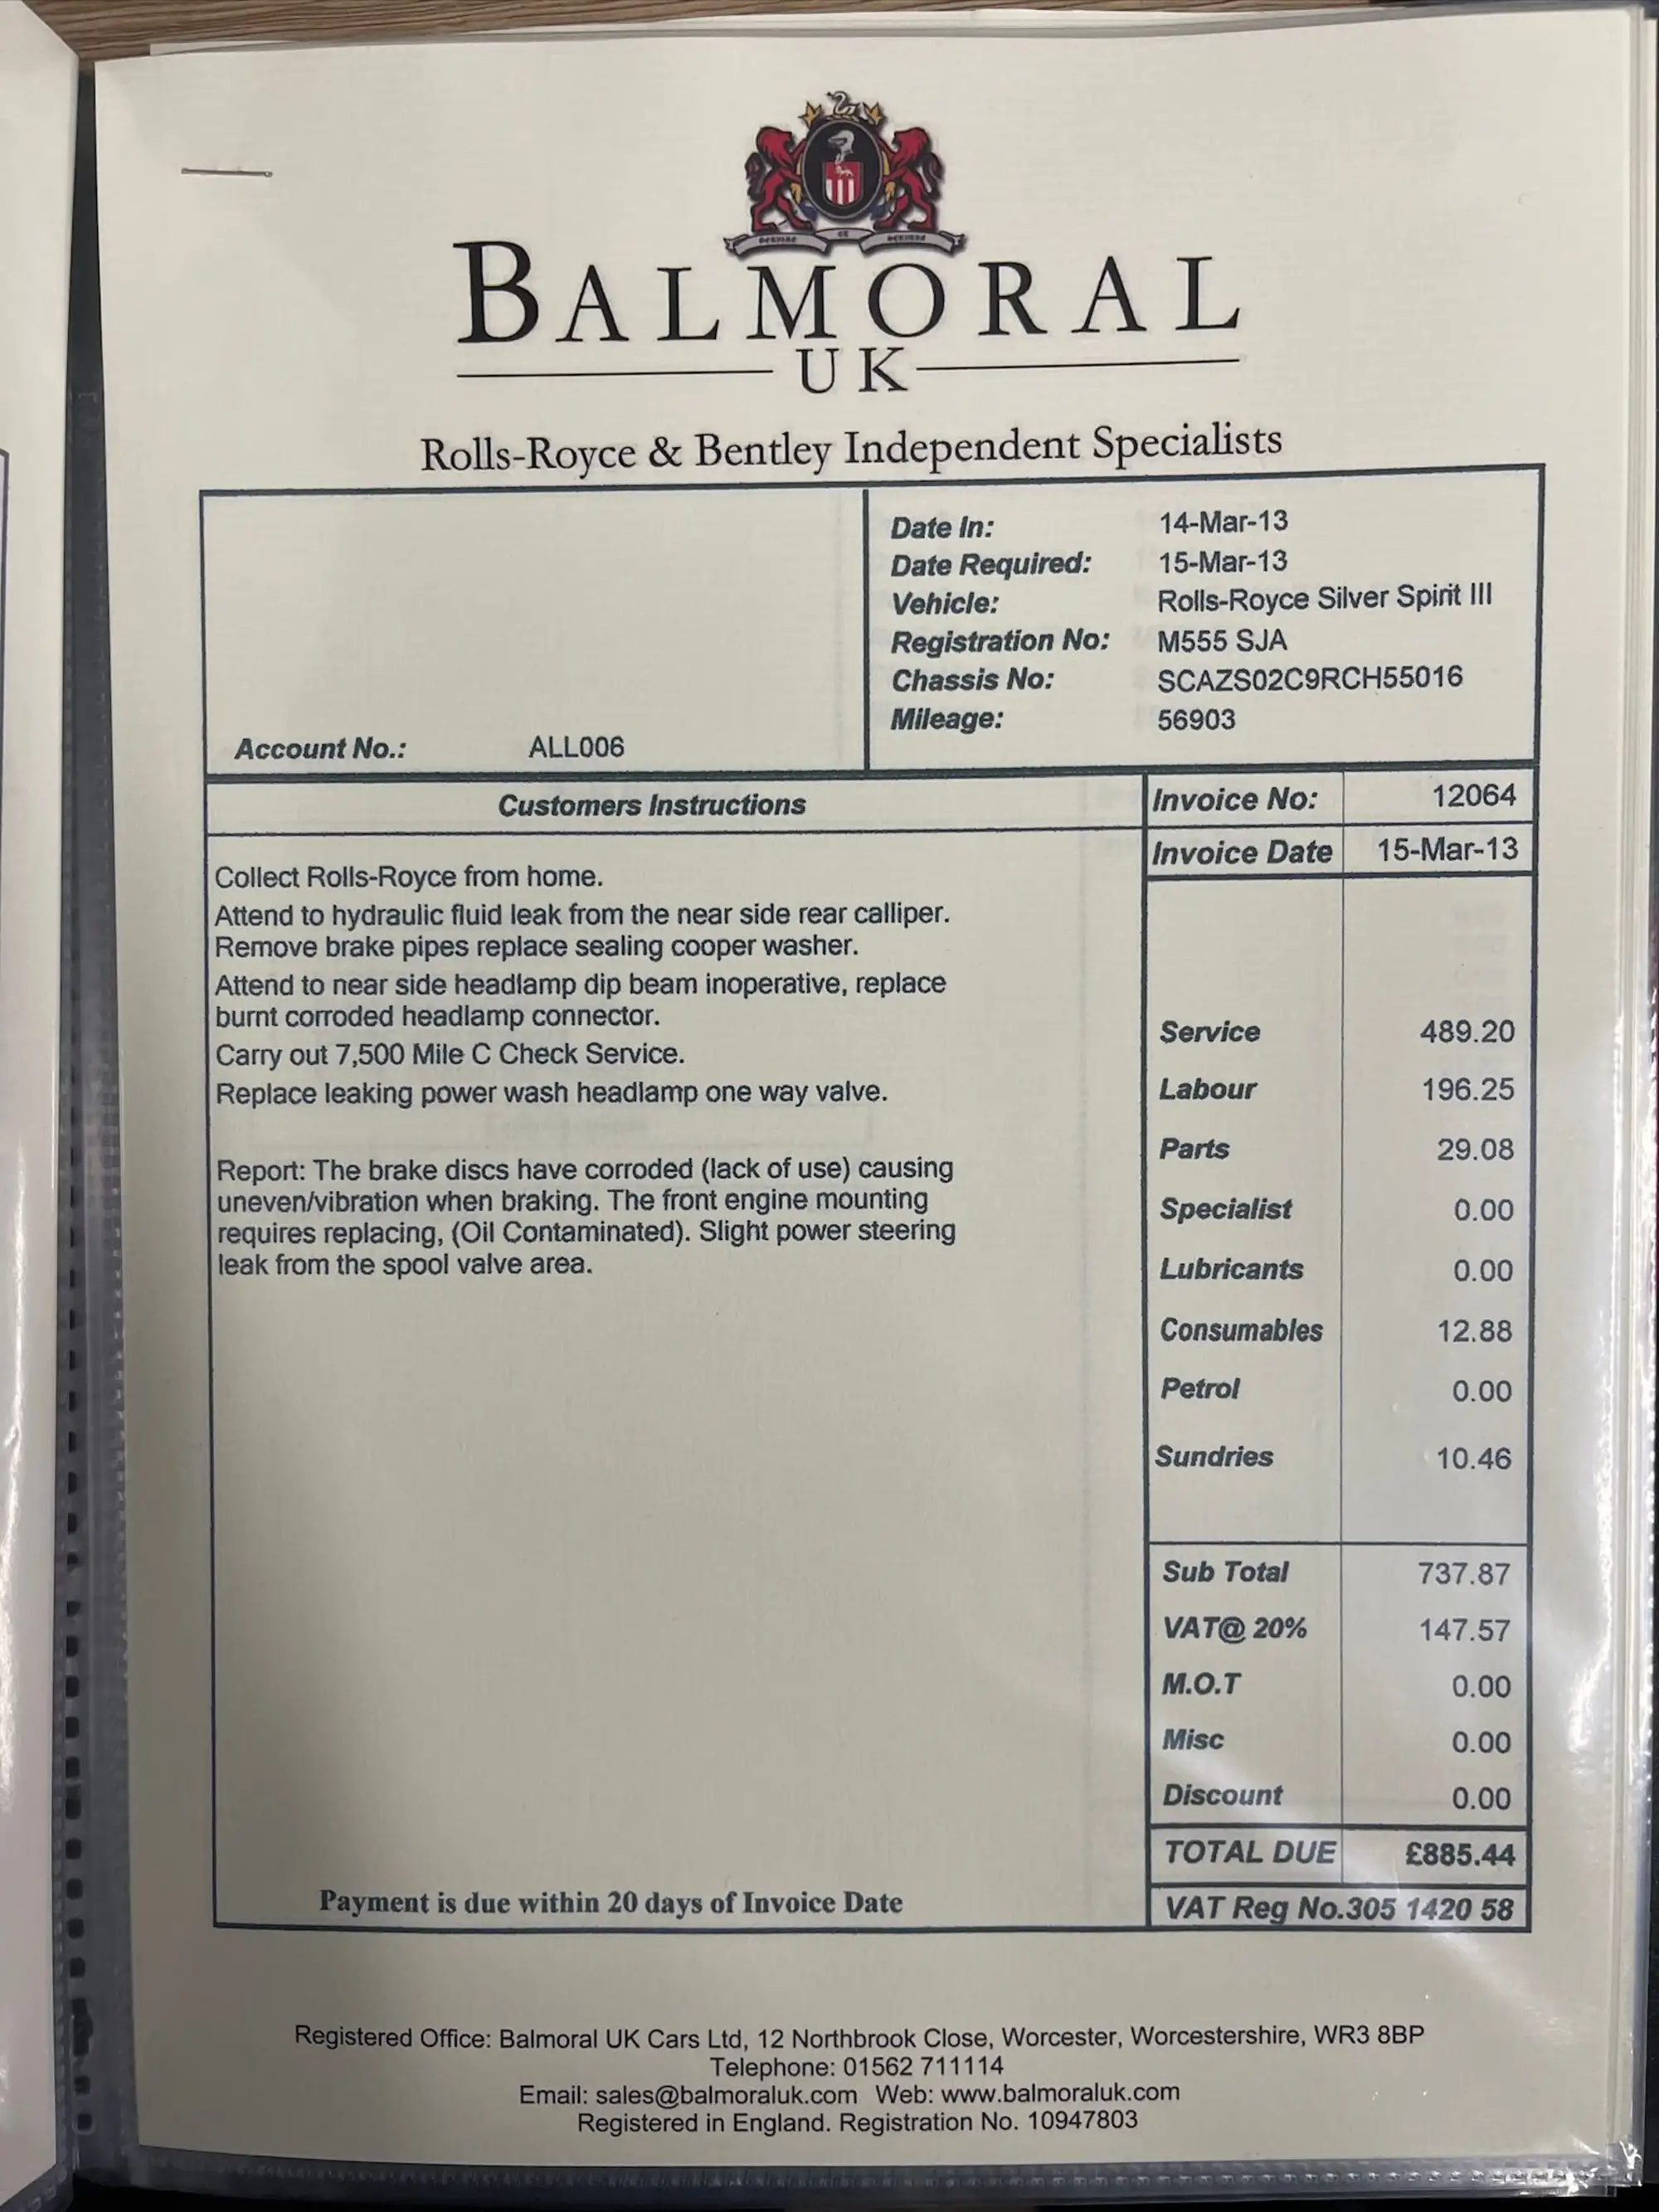 BALMORAL
UK
Rolls-Royce & Bentley Independent Specialists
Date In: 14-Mar-13
Date Required: 15-Mar-13
Vehicle: Rolls-Royce Silver Spirit III
Registration No: M555 SJA
Chassis No: SCAZS02C9RCH55016
Mileage: 56903
Account No.: ALL006
Customers Instructions
Invoice No: 12064
Invoice Date 15-Mar-13
Collect Rolls-Royce from home.
Attend to hydraulic fluid leak from the near side rear calliper.
Remove brake pipes replace sealing cooper washer.
Attend to near side headlamp dip beam inoperative, replace
burnt corroded headlamp connector.
Carry out 7,500 Mile C Check Service.
Replace leaking power wash headlamp one way valve.
Report: The brake discs have corroded (lack of use) causing
uneven/vibration when braking. The front engine mounting
requires replacing, (Oil Contaminated). Slight power steering
leak from the spool valve area.
Service 489.20
Labour 196.25
Parts 29.08
Specialist 0.00
Lubricants 0.00
Consumables 12.88
Petrol 0.00
Sundries 10.46
Sub Total 737.87
VAT@ 20% 147.57
M.O.T 0.00
Misc 0.00
Discount 0.00
TOTAL DUE £885.44
Payment is due within 20 days of Invoice Date
VAT Reg No.305 1420 58
Registered Office: Balmoral UK Cars Ltd, 12 Northbrook Close, Worcester, Worcestershire, WR3 8BP
Telephone: 01562 711114
Email: sales@balmoraluk.com Web: www.balmoraluk.com
Registered in England. Registration No. 10947803